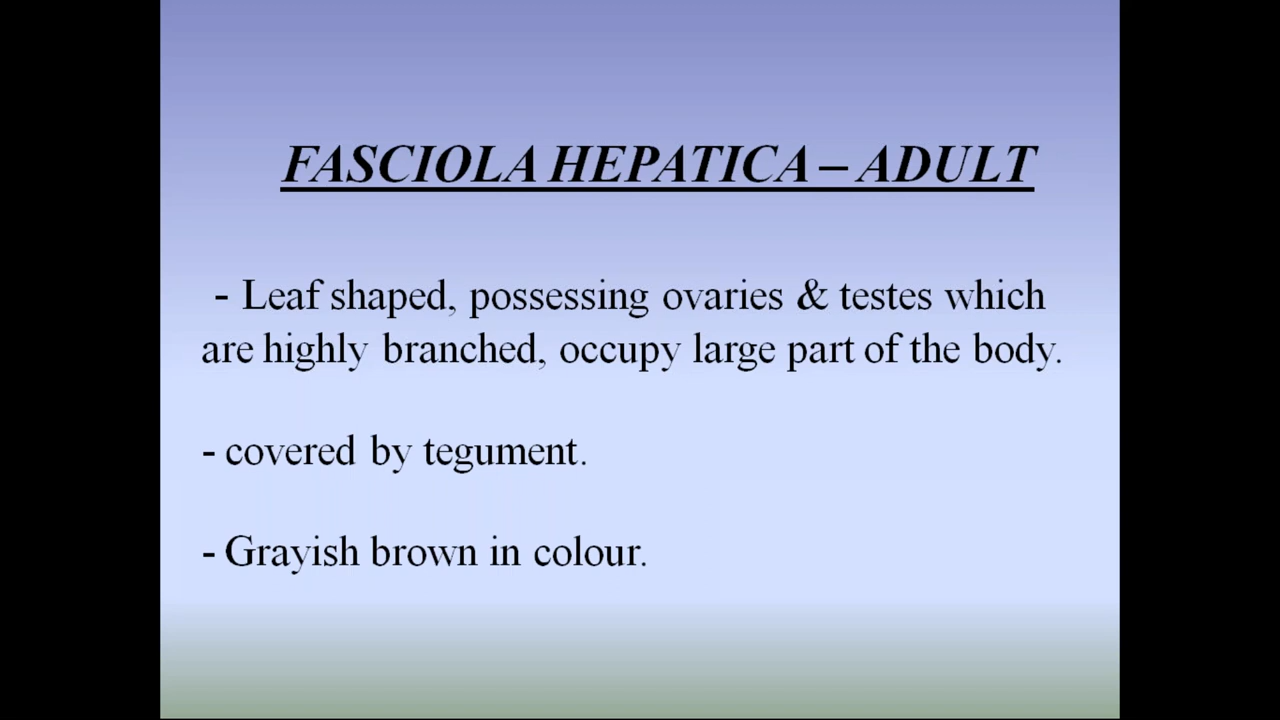 FASCIOLA HEPATICA – ADULT
- Leaf shaped, possessing ovaries & testes which
are highly branched, occupy large part of the body.
- covered by tegument.
- Grayish brown in colour.